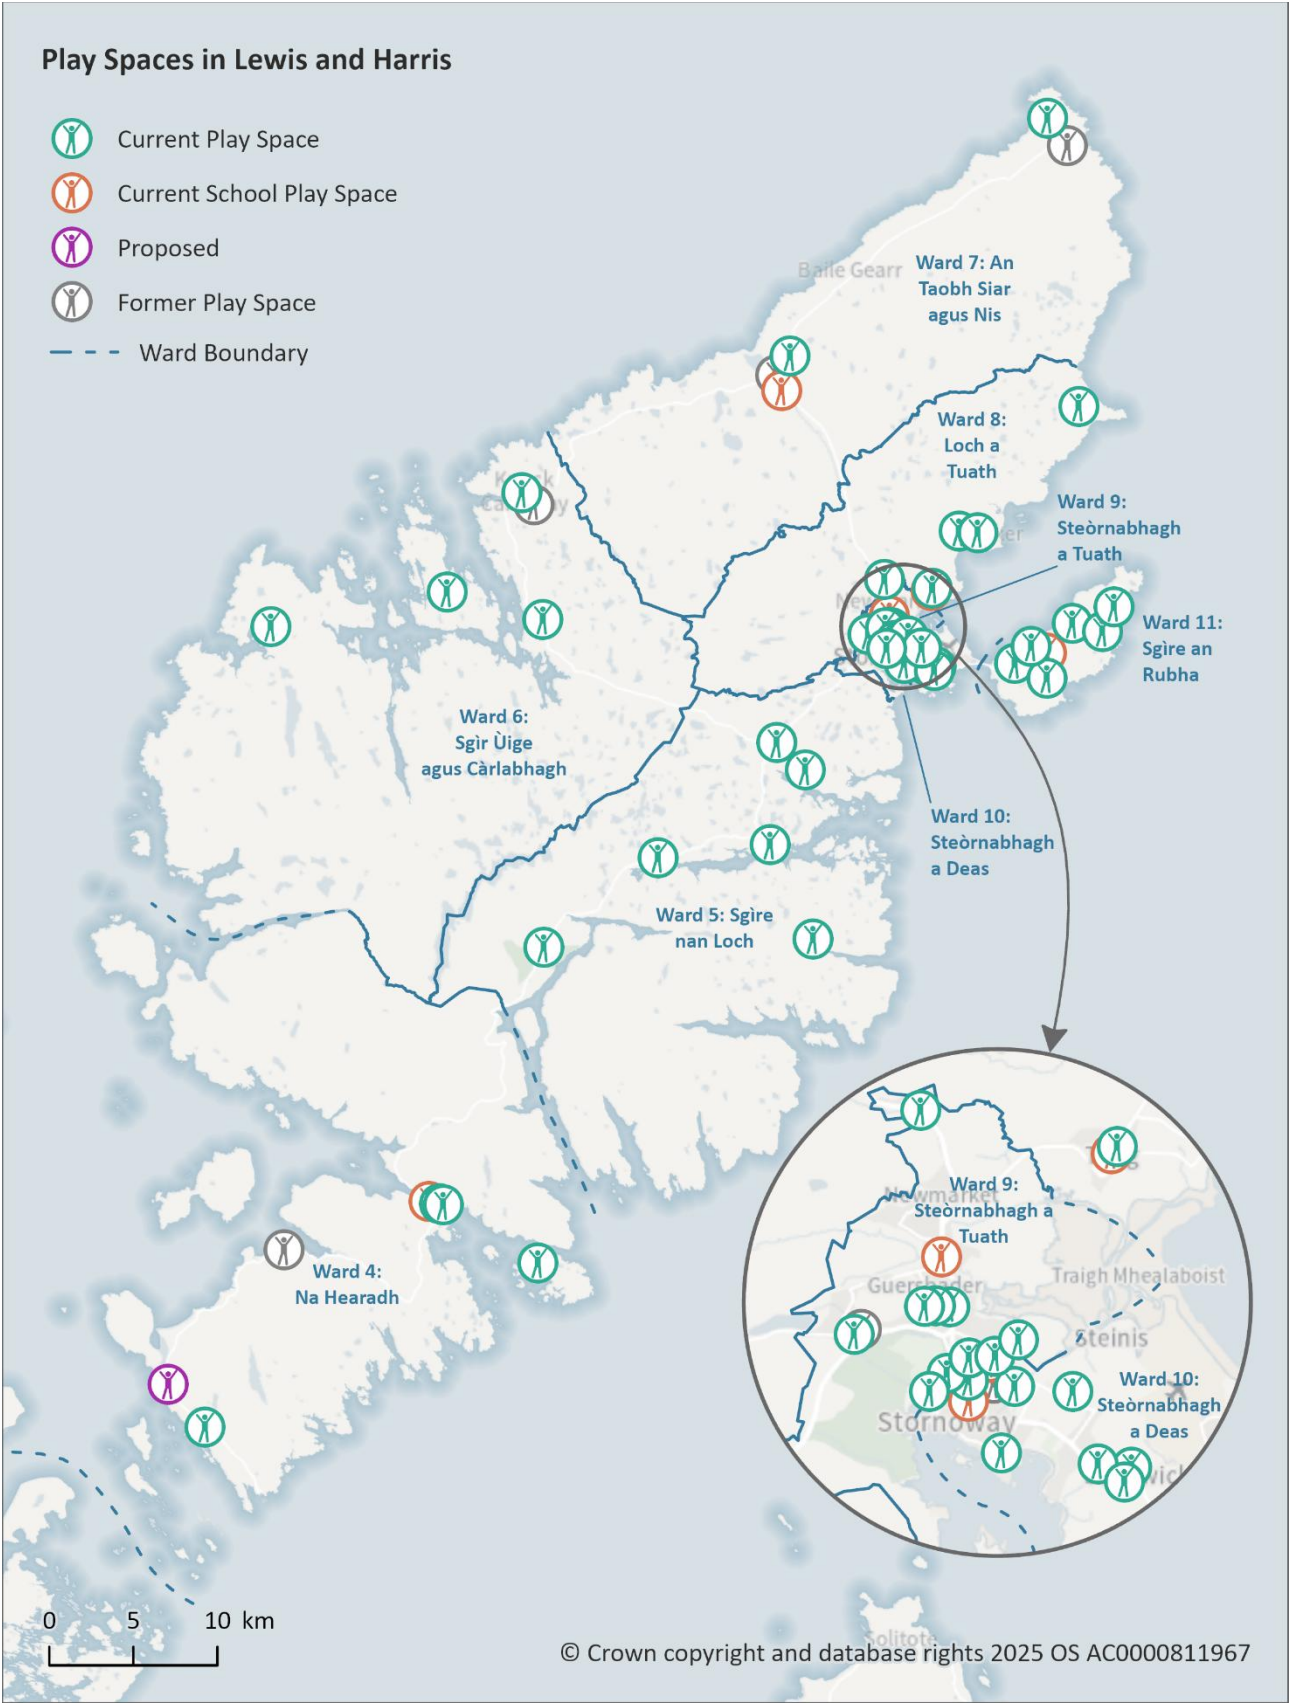 Play Spaces in Lewis and Harris
Current Play Space
Current School Play Space
Proposed
Former Play Space
Ward Boundary
Baile Gearr
Ward 7: An
Taobh Siar
agus Nis
Ward 8:
Loch a
Tuath
Ward 9:
Steòrnabhagh
a Tuath
Ward 11:
Sgìre an
Rubha
Ward 6:
Sgìr Ùige
agus Càrlabhagh
Ward 10:
Steòrnabhagh
a Deas
Ward 5: Sgìre
nan Loch
Ward 4:
Na Hearadh
Newmarket
Ward 9:
Steòrnabhagh a
Tuath
Guershader
Traigh Mhealaboist
Steinis
Ward 10:
Steòrnabhagh
a Deas
Stornoway
0 5 10 km
Solitote
© Crown copyright and database rights 2025 OS AC0000811967